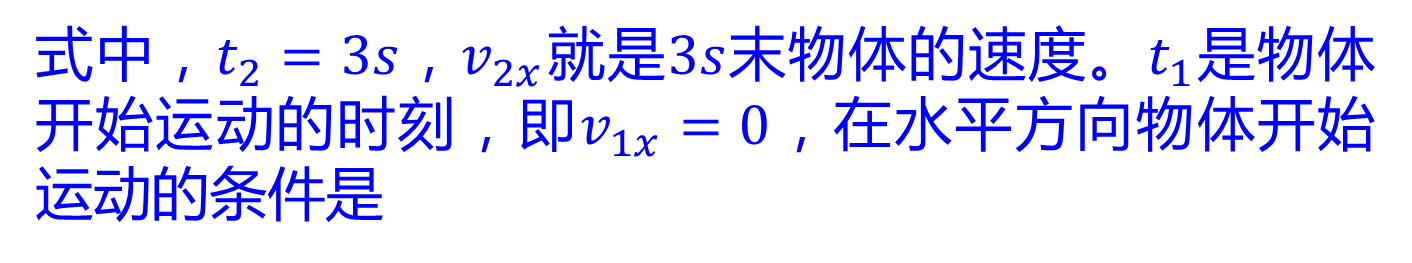 式中，t₂ = 3s，v₂ₓ就是3s末物体的速度。t₁是物体
开始运动的时刻，即v₁ₓ = 0，在水平方向物体开始
运动的条件是